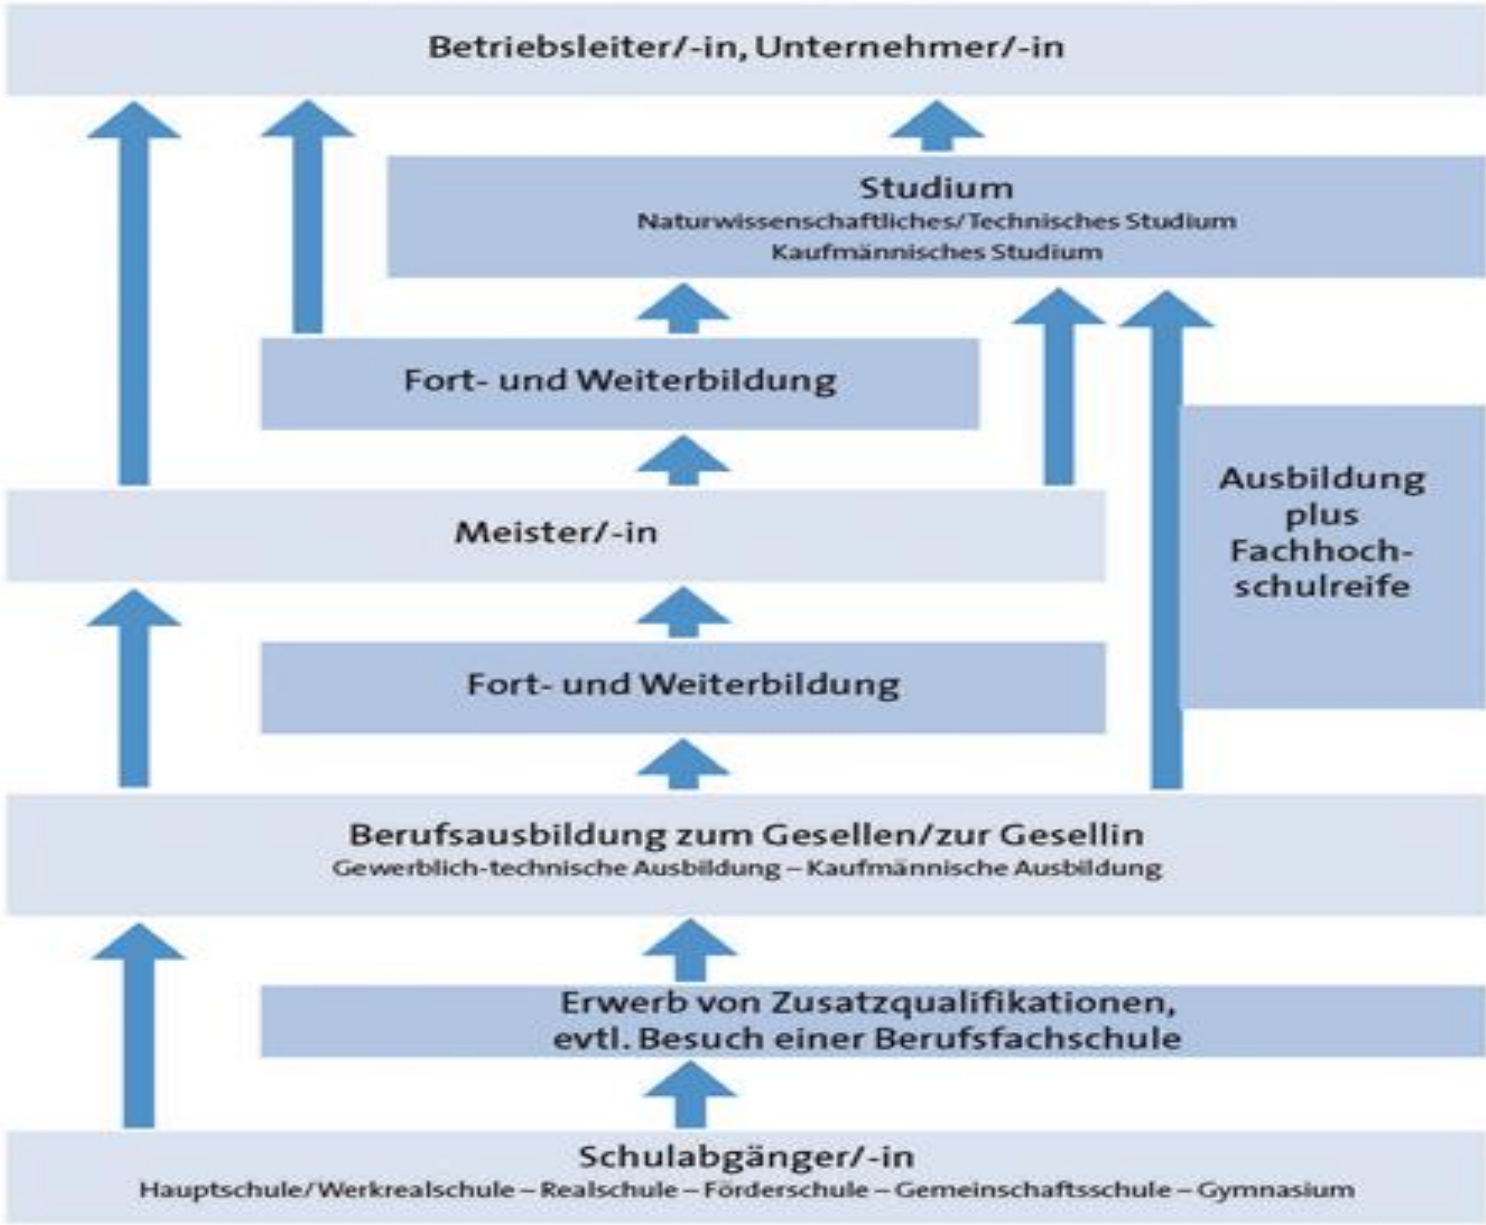 Betriebsleiter/-in, Unternehmer/-in
Studium
Naturwissenschaftliches/Technisches Studium
Kaufmännisches Studium
Fort- und Weiterbildung
Ausbildung
plus
Fachhoch-
schulreife
Meister/-in
Fort- und Weiterbildung
Berufsausbildung zum Gesellen/zur Gesellin
Gewerblich-technische Ausbildung – Kaufmännische Ausbildung
Erwerb von Zusatzqualifikationen,
evtl. Besuch einer Berufsfachschule
Schulabgänger/-in
Hauptschule/Werkrealschule – Realschule – Förderschule – Gemeinschaftsschule – Gymnasium